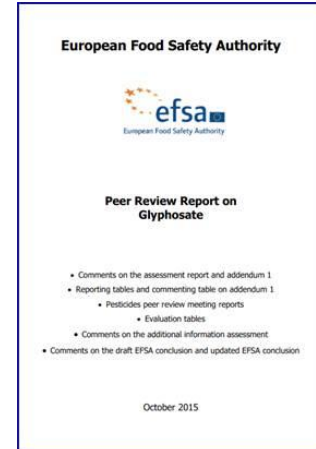 European Food Safety Authority
efsa
European Food Safety Authority
Peer Review Report on
Glyphosate
• Comments on the assessment report and addendum 1
• Reporting tables and commenting table on addendum 1
• Pesticides peer review meeting reports
• Evaluation tables
• Comments on the additional information assessment
• Comments on the draft EFSA conclusion and updated EFSA conclusion
October 2015